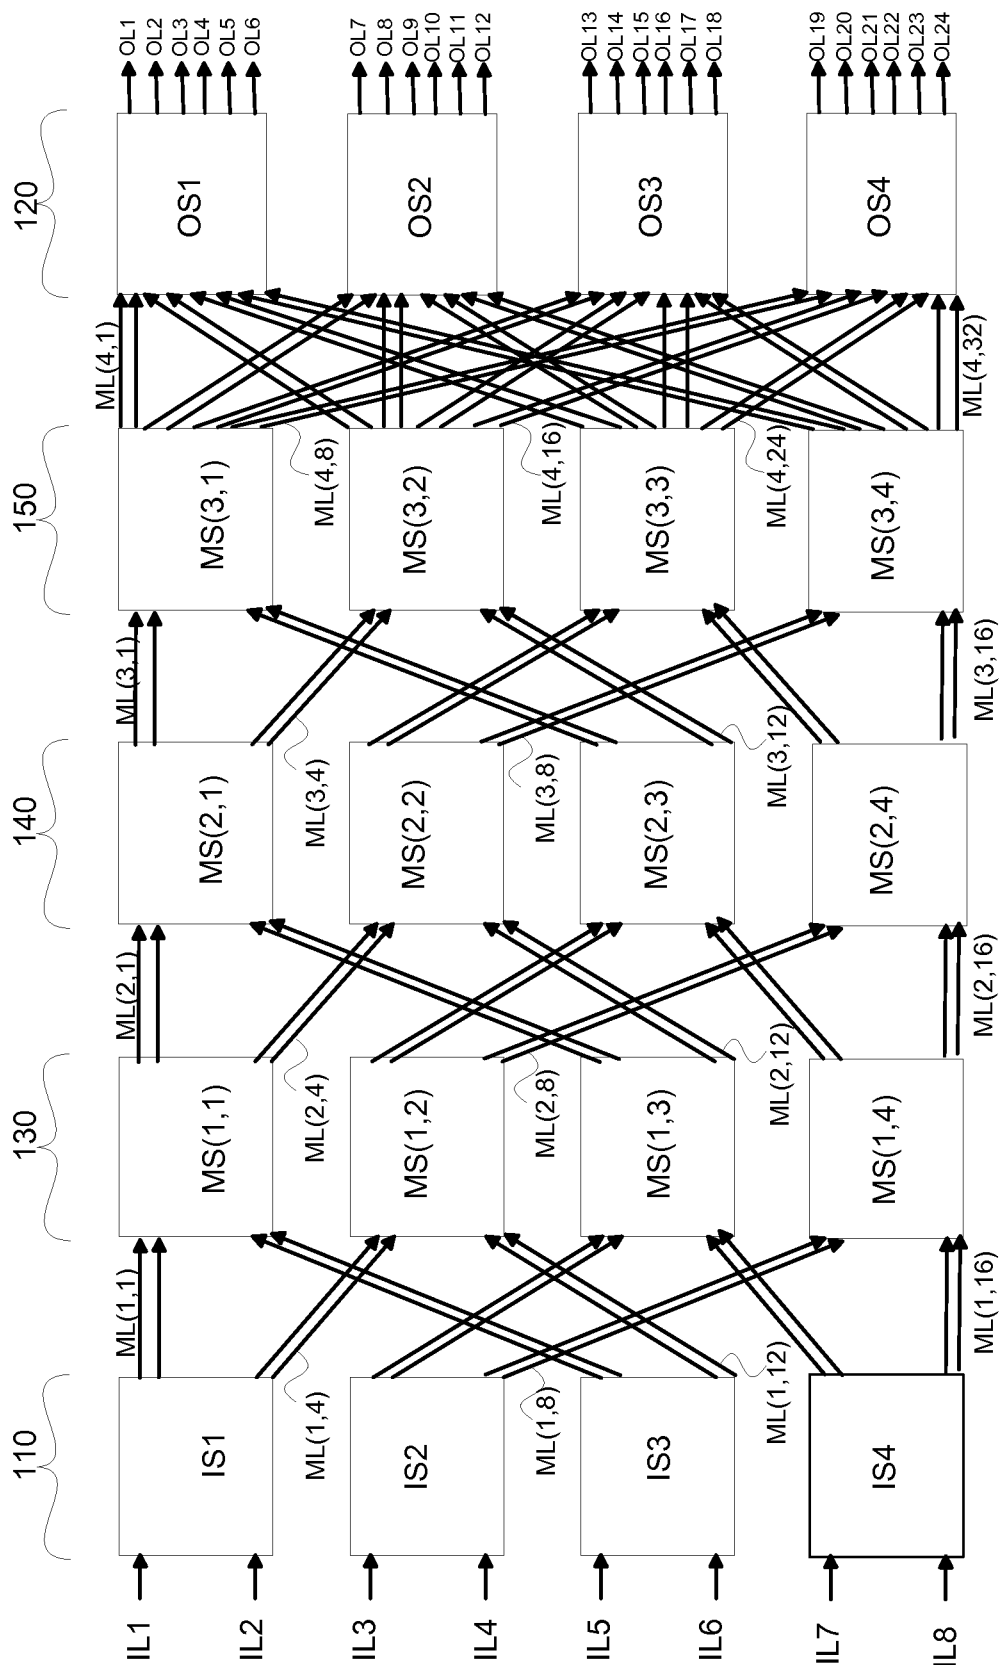 110
130
140
150
120
IL1
IL2
IL3
IL4
IL5
IL6
IL7
IL8
IS1
IS2
IS3
IS4
ML(1,1)
ML(1,4)
ML(1,8)
ML(1,12)
ML(1,16)
MS(1,1)
MS(1,2)
MS(1,3)
MS(1,4)
ML(2,1)
ML(2,4)
ML(2,8)
ML(2,12)
ML(2,16)
MS(2,1)
MS(2,2)
MS(2,3)
MS(2,4)
ML(3,1)
ML(3,4)
ML(3,8)
ML(3,12)
ML(3,16)
MS(3,1)
MS(3,2)
MS(3,3)
MS(3,4)
ML(4,1)
ML(4,8)
ML(4,16)
ML(4,24)
ML(4,32)
OS1
OS2
OS3
OS4
OL1
OL2
OL3
OL4
OL5
OL6
OL7
OL8
OL9
OL10
OL11
OL12
OL13
OL14
OL15
OL16
OL17
OL18
OL19
OL20
OL21
OL22
OL23
OL24